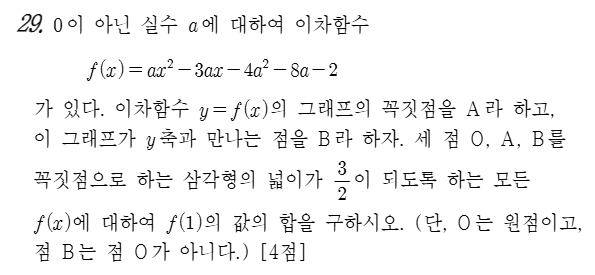 29. 0이 아닌 실수 a에 대하여 이차함수
f(x)=ax²-3ax-4a²-8a-2
가 있다. 이차함수 y=f(x)의 그래프의 꼭짓점을 A라 하고,
이 그래프가 y축과 만나는 점을 B라 하자. 세 점 O, A, B를
꼭짓점으로 하는 삼각형의 넓이가 3/2이 되도록 하는 모든
f(x)에 대하여 f(1)의 값의 합을 구하시오. (단, O는 원점이고,
점 B는 점 O가 아니다.) [4점]